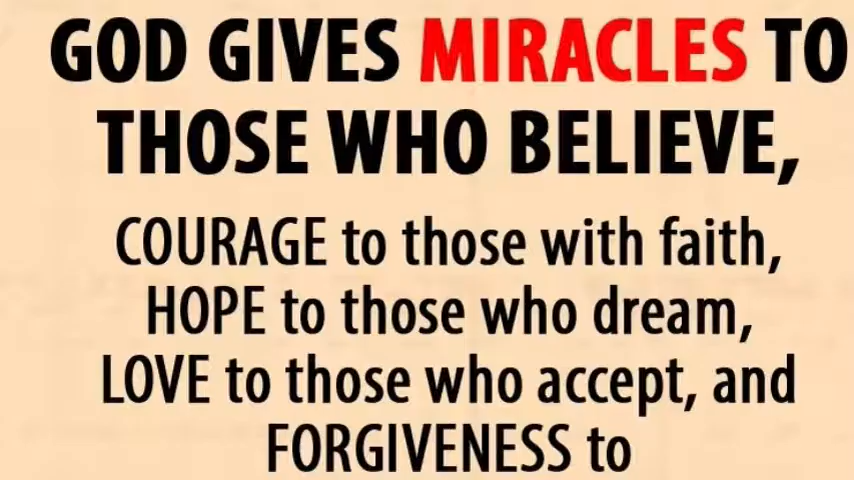 GOD GIVES MIRACLES TO
THOSE WHO BELIEVE,
COURAGE to those with faith,
HOPE to those who dream,
LOVE to those who accept, and
FORGIVENESS to